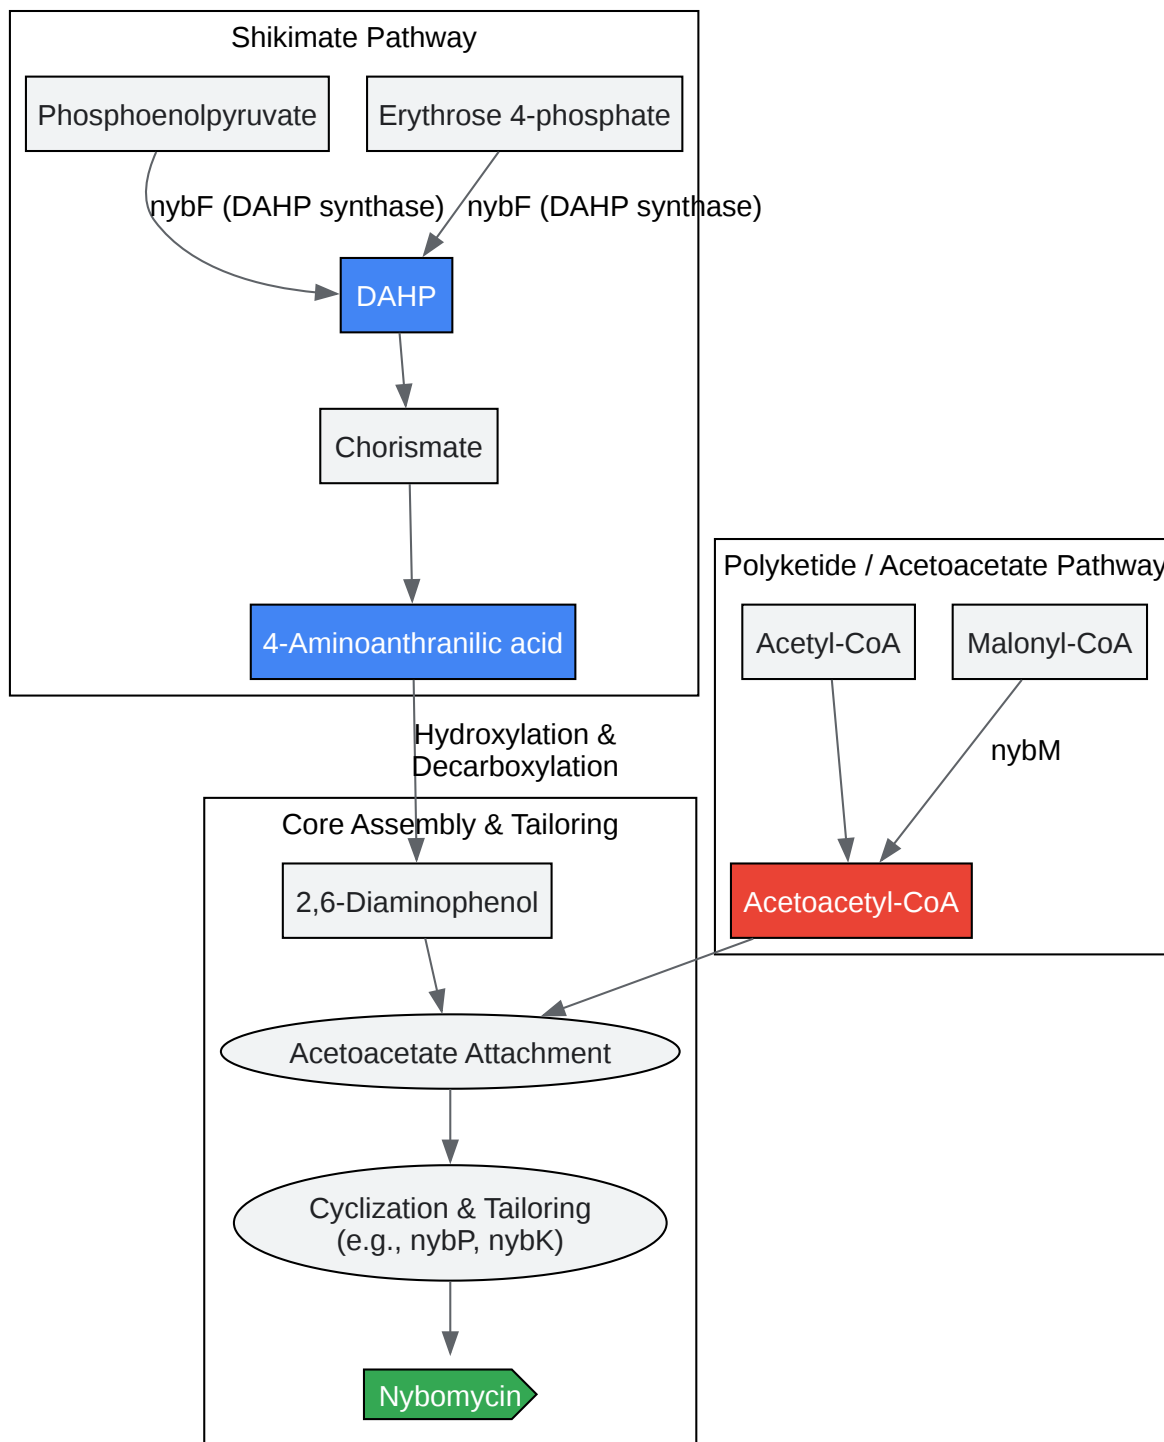 Shikimate Pathway
Phosphoenolpyruvate
Erythrose 4-phosphate
nybF (DAHP synthase)
nybF (DAHP synthase)
DAHP
Chorismate
4-Aminoanthranilic acid
Polyketide / Acetoacetate Pathway
Acetyl-CoA
Malonyl-CoA
nybM
Acetoacetyl-CoA
Hydroxylation &
Decarboxylation
Core Assembly & Tailoring
2,6-Diaminophenol
Acetoacetate Attachment
Cyclization & Tailoring
(e.g., nybP, nybK)
Nybomycin